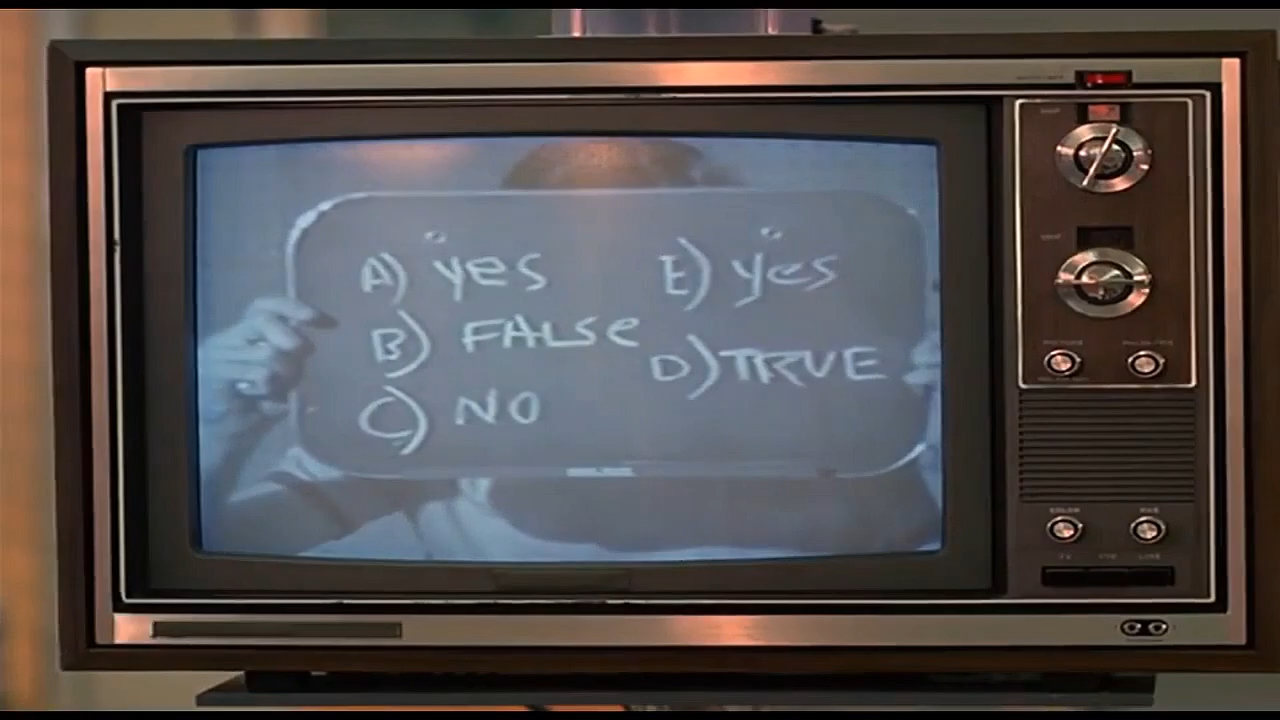 A) yes
B) FALSe
C) NO
E) yes
D) TRUE